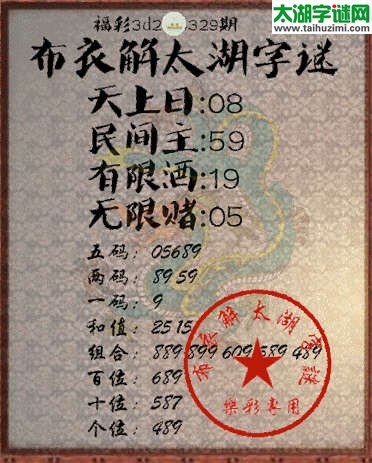 太湖字谜网
www.taihuzimi.com
福彩3d2 329期
布衣解太湖字谜
天上日:08
民间主:59
有限酒:19
无限赌:05
五码: 05689
两码: 89 59
一码: 9
和值: 25 15
组合: 889 899 609 589 489
百位: 689
十位: 587
个位: 489
布衣解太湖字谜
乐彩专用